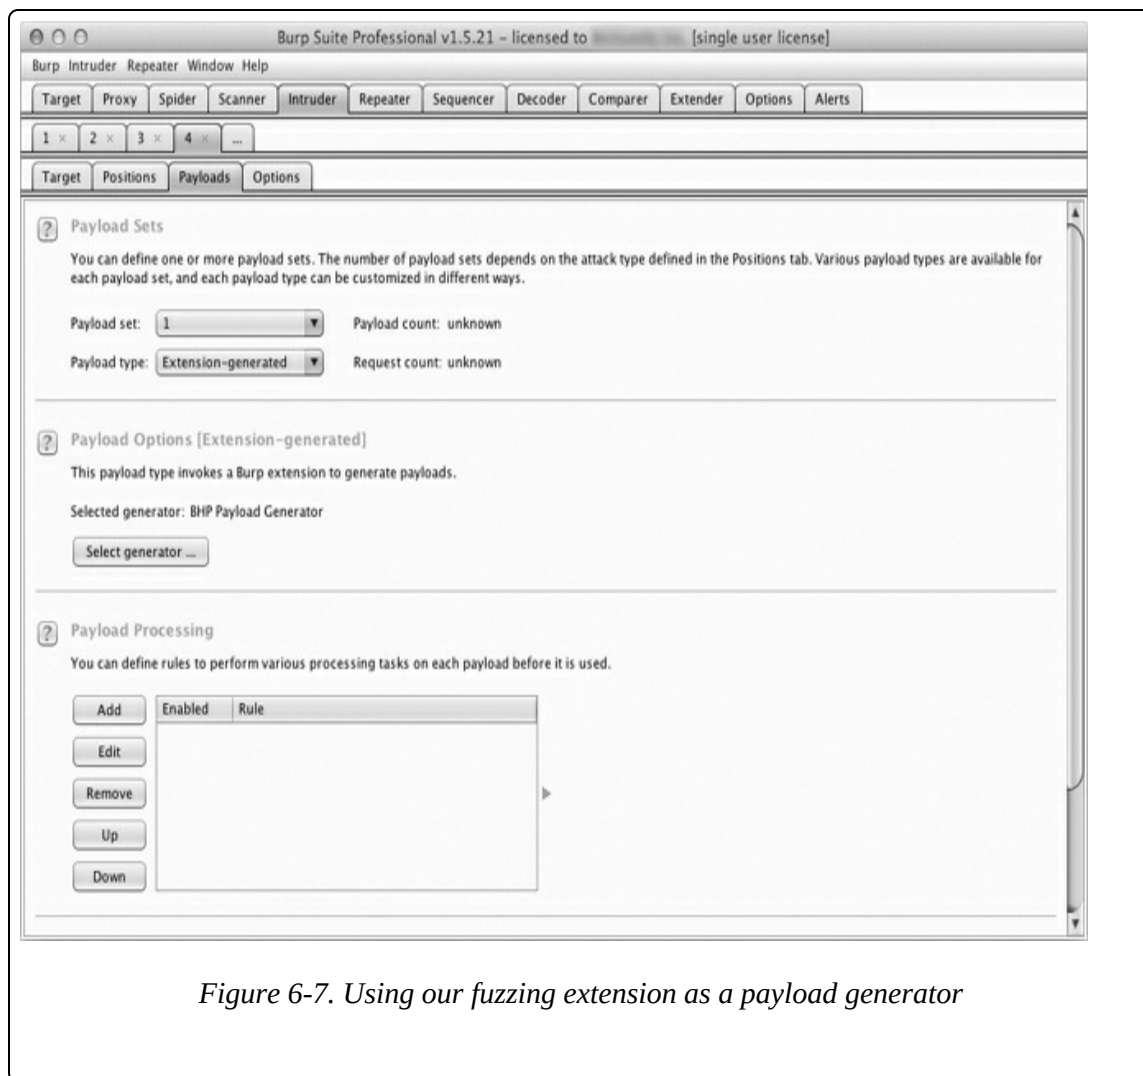 Burp Suite Professional v1.5.21 – licensed to [single user license]
Burp Intruder Repeater Window Help
Target Proxy Spider Scanner Intruder Repeater Sequencer Decoder Comparer Extender Options Alerts
1 × 2 × 3 × 4 × ...
Target Positions Payloads Options
? Payload Sets
You can define one or more payload sets. The number of payload sets depends on the attack type defined in the Positions tab. Various payload types are available for
each payload set, and each payload type can be customized in different ways.
Payload set: 1 Payload count: unknown
Payload type: Extension-generated Request count: unknown
? Payload Options [Extension-generated]
This payload type invokes a Burp extension to generate payloads.
Selected generator: BHP Payload Generator
Select generator ...
? Payload Processing
You can define rules to perform various processing tasks on each payload before it is used.
Add Enabled Rule
Edit
Remove
Up
Down
Figure 6-7. Using our fuzzing extension as a payload generator